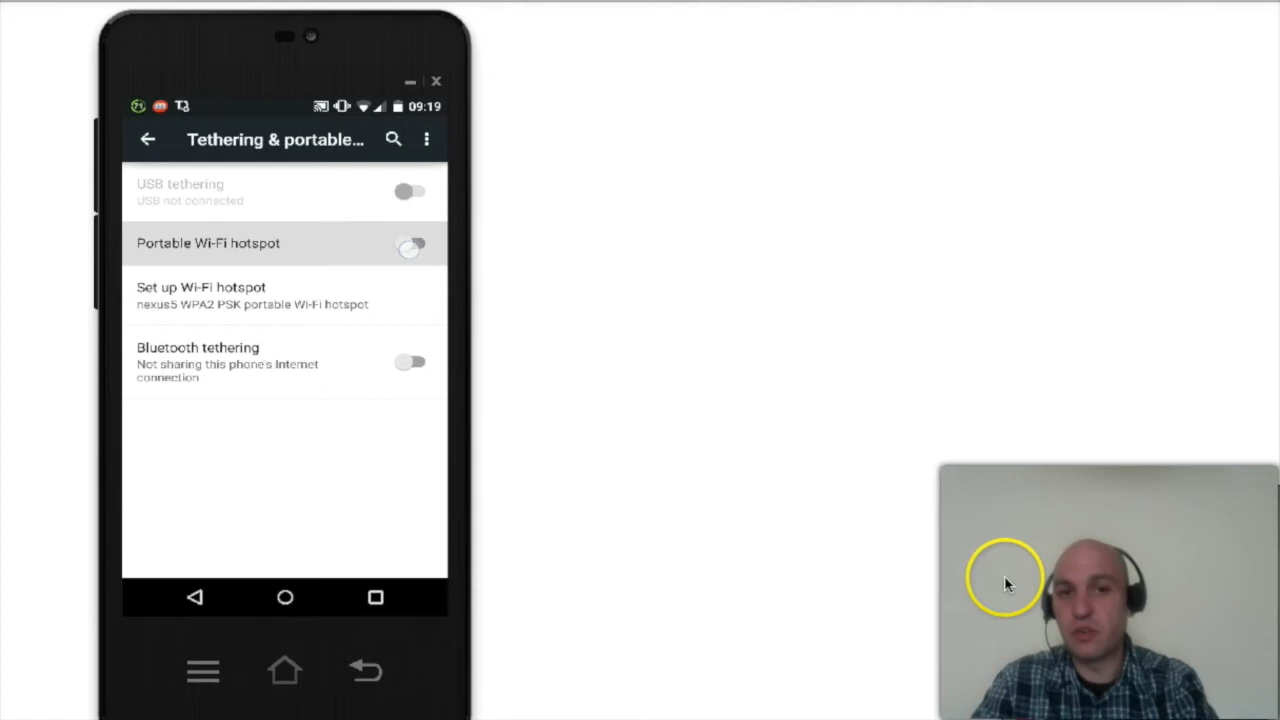 09:19
Tethering & portable...
USB tethering
USB not connected
Portable Wi-Fi hotspot
Set up Wi-Fi hotspot
nexus5 WPA2 PSK portable Wi-Fi hotspot
Bluetooth tethering
Not sharing this phone's Internet
connection